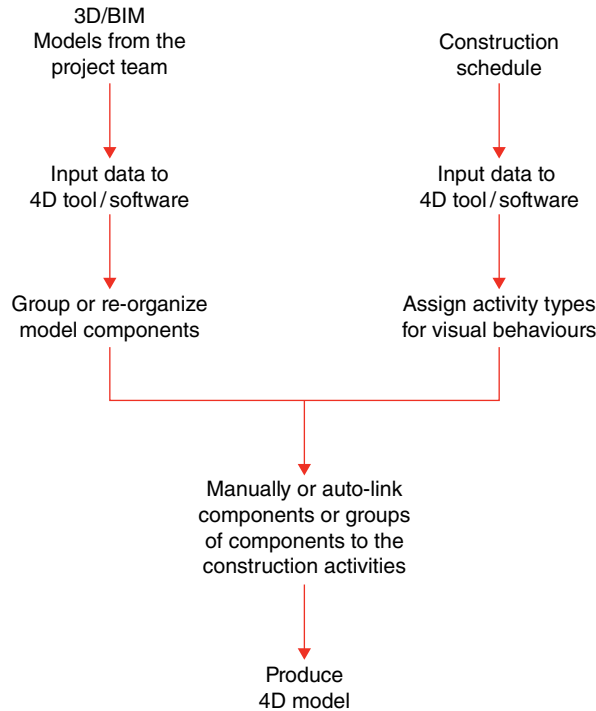 3D/BIM
Models from the
project team
Construction
schedule
Input data to
4D tool/software
Input data to
4D tool/software
Group or re-organize
model components
Assign activity types
for visual behaviours
Manually or auto-link
components or groups
of components to the
construction activities
Produce
4D model